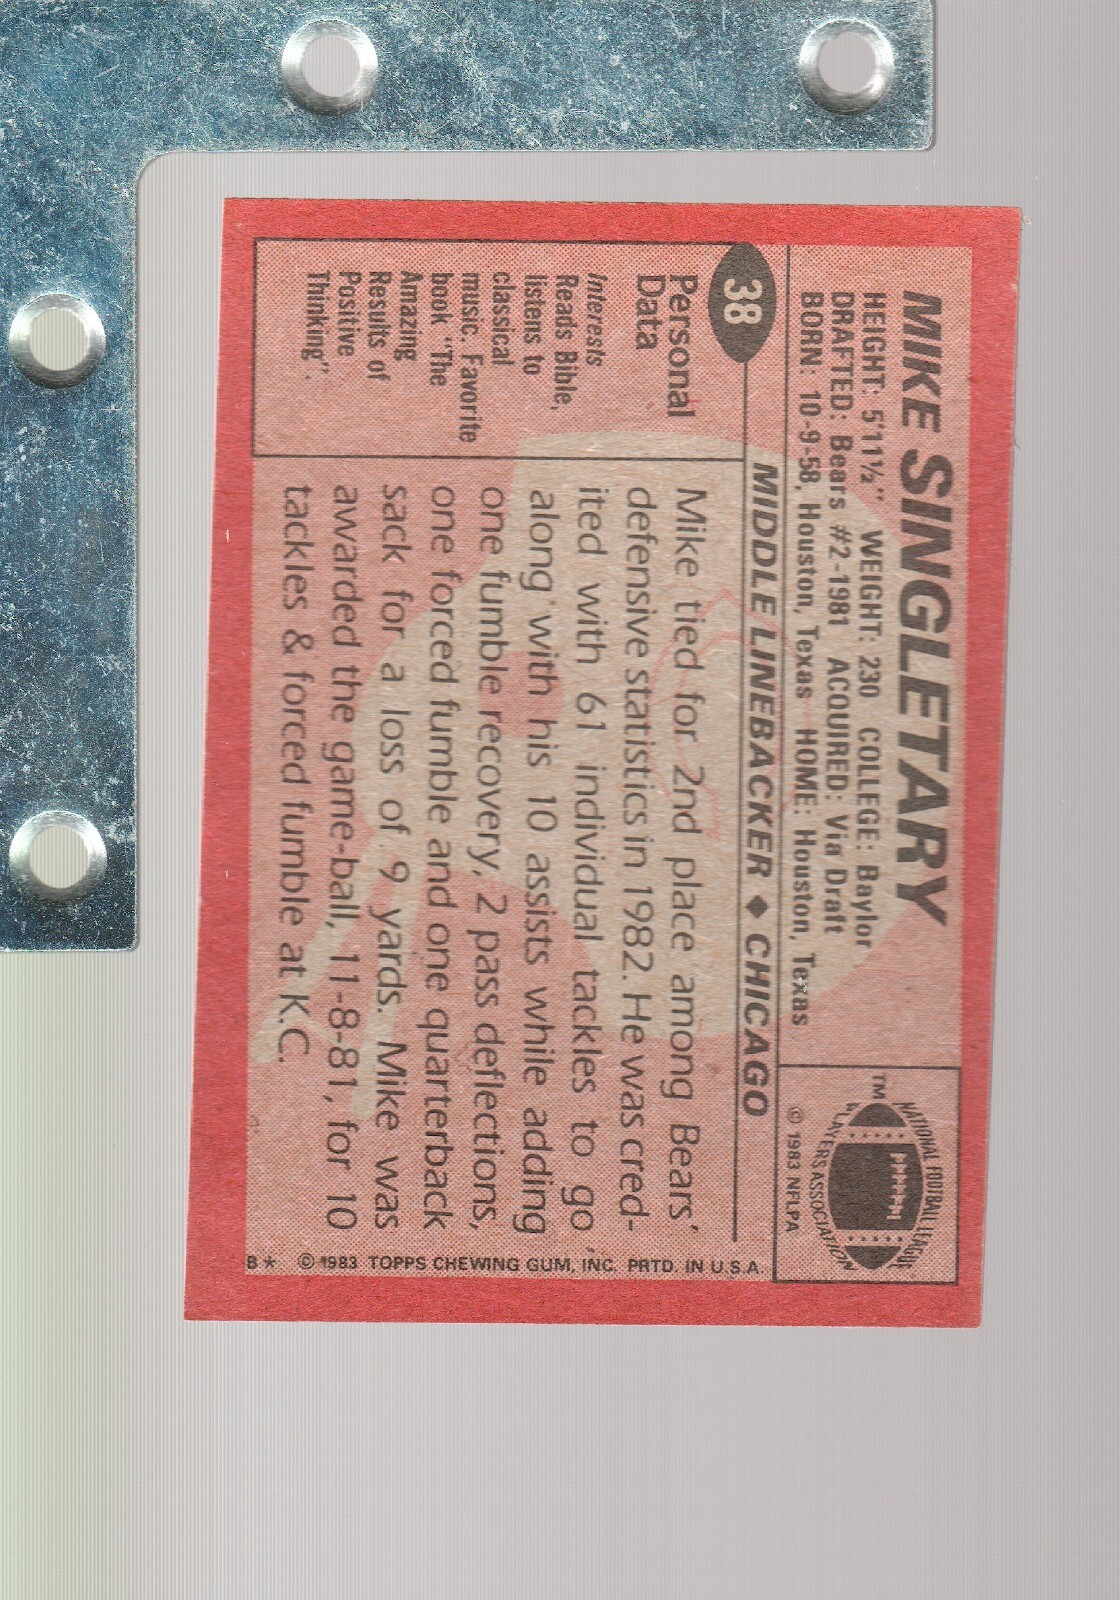 MIKE SINGLETARY
HEIGHT: 5'11½" WEIGHT: 230 COLLEGE: Baylor
DRAFTED: Bears #2-1981 ACQUIRED: Via Draft
BORN: 10-9-58, Houston, Texas HOME: Houston, Texas
TM
NATIONAL FOOTBALL LEAGUE
PLAYERS ASSOCIATION
© 1983 NFLPA
38
MIDDLE LINEBACKER ♦ CHICAGO
Personal
Data
Interests
Reads Bible,
listens to
classical
music. Favorite
book "The
Amazing
Results of
Positive
Thinking".
Mike tied for 2nd place among Bears'
defensive statistics in 1982. He was cred-
ited with 61 individual tackles to go,
along with his 10 assists while adding
one fumble recovery, 2 pass deflections,
one forced fumble and one quarterback
sack for a loss of 9 yards. Mike was
awarded the game-ball, 11-8-81, for 10
tackles & forced fumble at K.C.
B* © 1983 TOPPS CHEWING GUM, INC. PRTD. IN U.S.A.